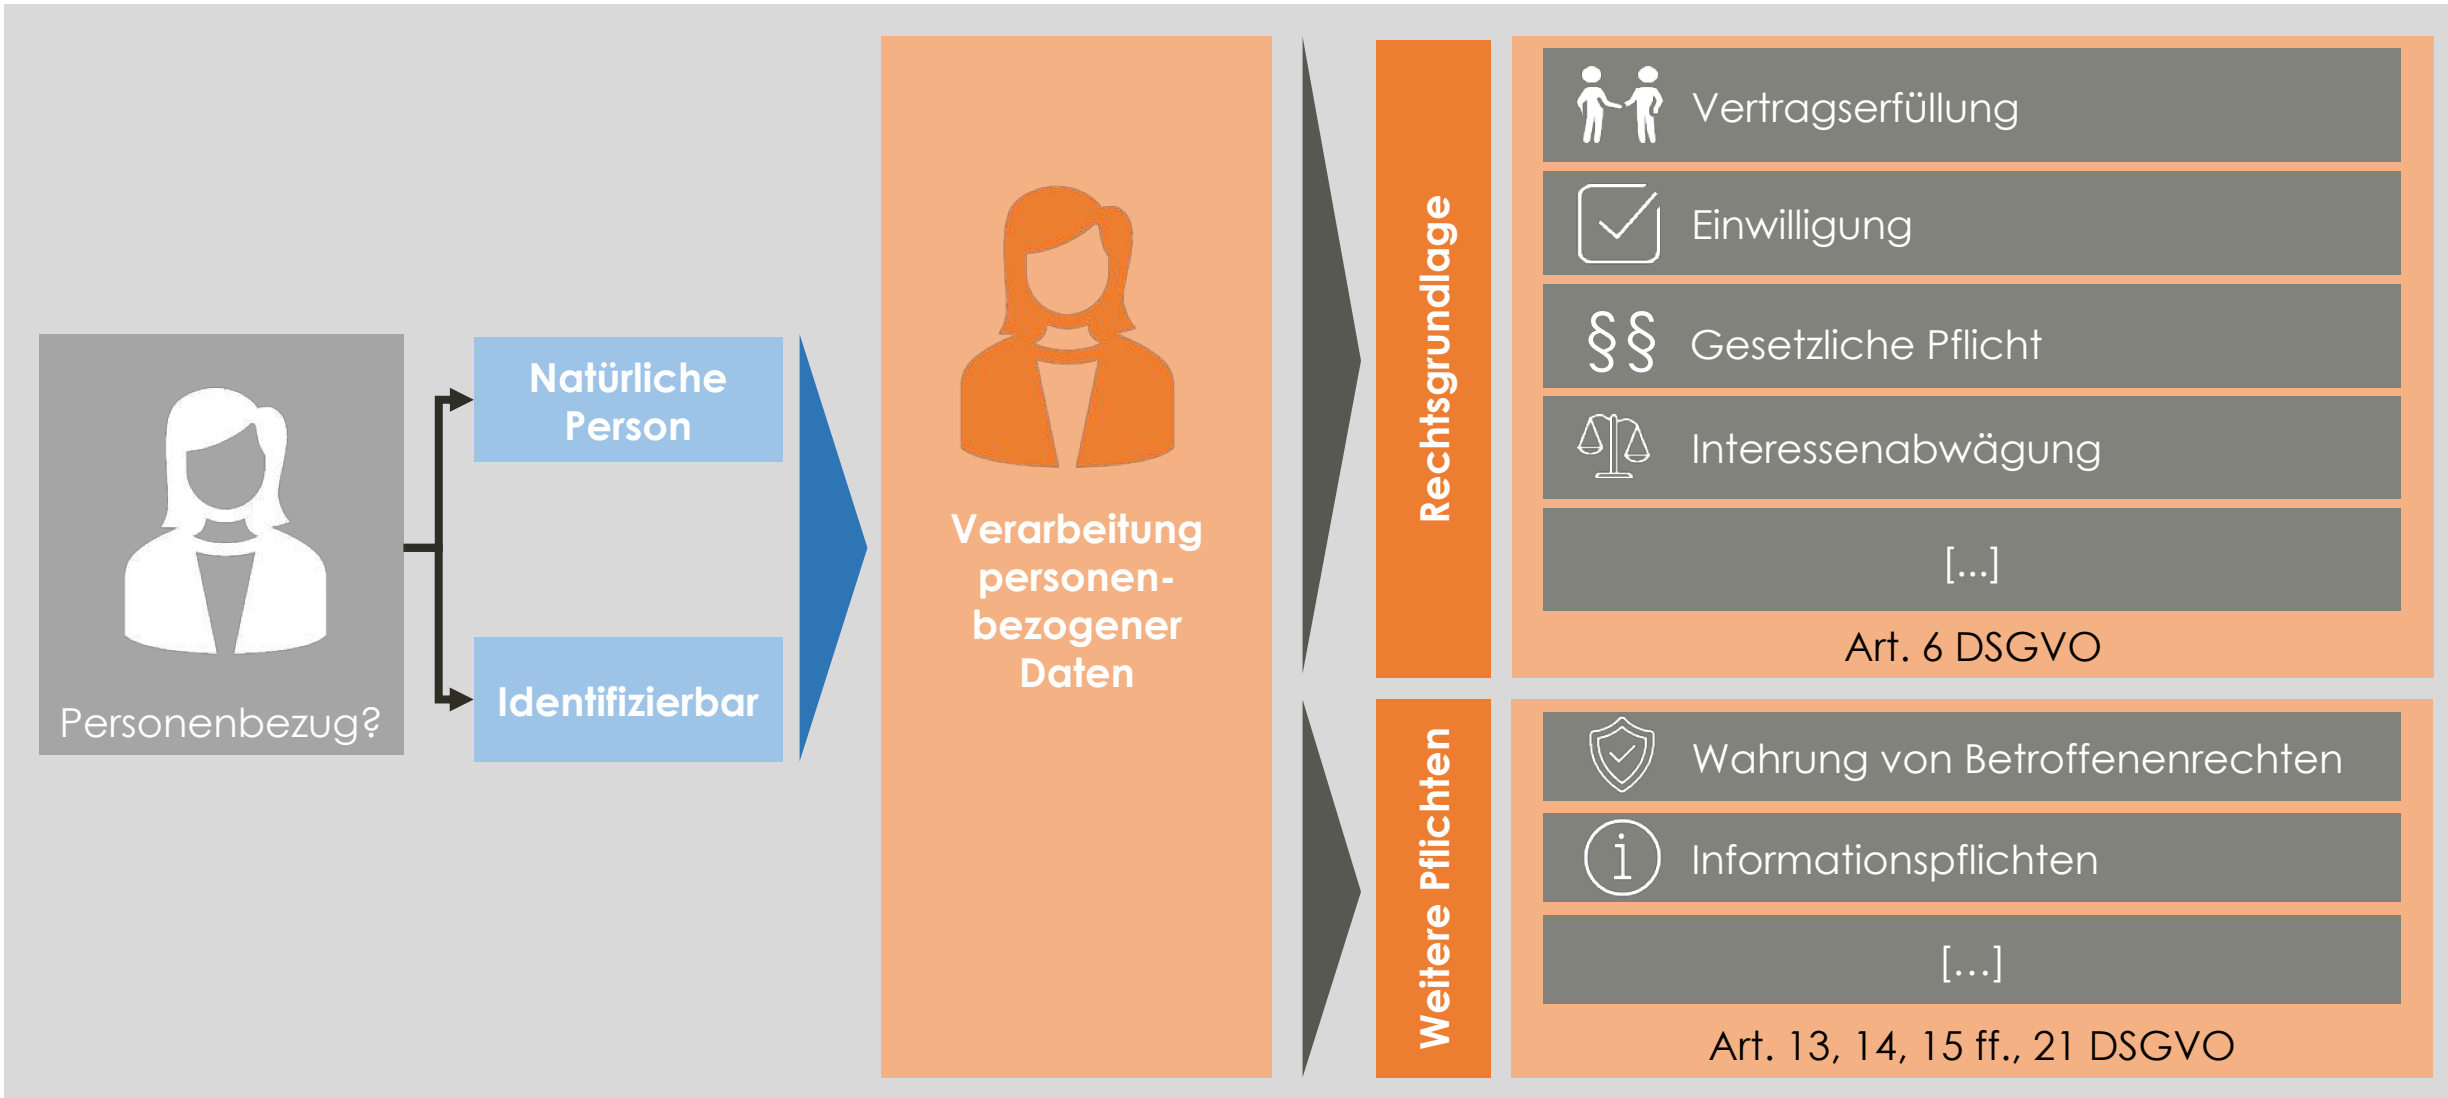 Personenbezug?
Natürliche
Person
Identifizierbar
Verarbeitung
personen-
bezogener
Daten
Rechtsgrundlage
Vertragserfüllung
Einwilligung
§§ Gesetzliche Pflicht
Interessenabwägung
[...]
Art. 6 DSGVO
Weitere Pflichten
Wahrung von Betroffenenrechten
i Informationspflichten
[...]
Art. 13, 14, 15 ff., 21 DSGVO